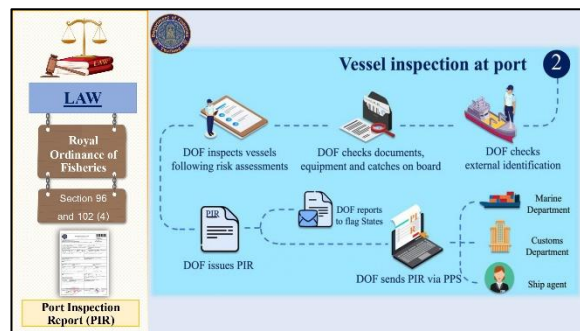 LAW
LAW
Royal
Ordinance of
Fisheries
Section 96
and 102 (4)
Port Inspection
Report (PIR)
Vessel inspection at port
2
DOF inspects vessels
following risk assessments
DOF checks documents,
equipment and catches on board
DOF checks
external identification
PIR
DOF issues PIR
DOF reports
to flag States
DOF sends PIR via PPS
Marine
Department
Customs
Department
Ship agent